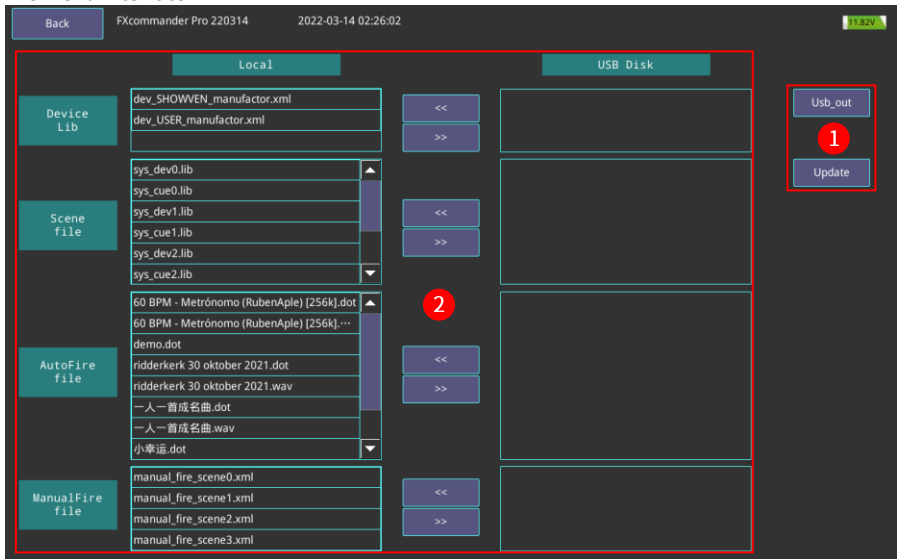 Back
FXcommander Pro 220314
2022-03-14 02:26:02
11.82V
Local
USB Disk
Device
Lib
dev_SHOWVEN_manufactor.xml
dev_USER_manufactor.xml
<<
>>
Usb_out
1
Update
Scene
file
sys_dev0.lib
sys_cue0.lib
sys_dev1.lib
sys_cue1.lib
sys_dev2.lib
sys_cue2.lib
<<
>>
2
AutoFire
file
60 BPM - Metrónomo (RubenAple) [256k].dot
60 BPM - Metrónomo (RubenAple) [256k].···
demo.dot
ridderkerk 30 oktober 2021.dot
ridderkerk 30 oktober 2021.wav
一人一首成名曲.dot
一人一首成名曲.wav
小幸运.dot
<<
>>
ManualFire
file
manual_fire_scene0.xml
manual_fire_scene1.xml
manual_fire_scene2.xml
manual_fire_scene3.xml
<<
>>